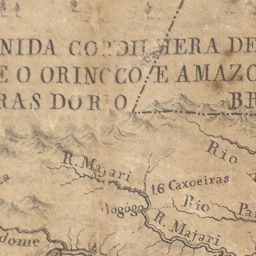 NIDA CORDILHERA DE
E O ORINOCO, E AMAZO
RAS DO RIO BR
Rio
R. Majari
16 Caxoeiras
Rio Pa
R. Majari
dome